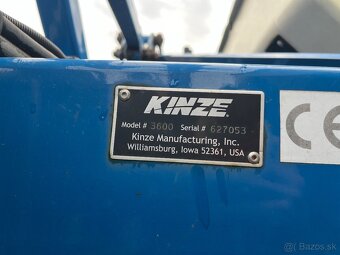 KINZE
Model # 3600 Serial # 627053
Kinze Manufacturing, Inc.
Williamsburg, Iowa 52361, USA
CE
Bazos.sk